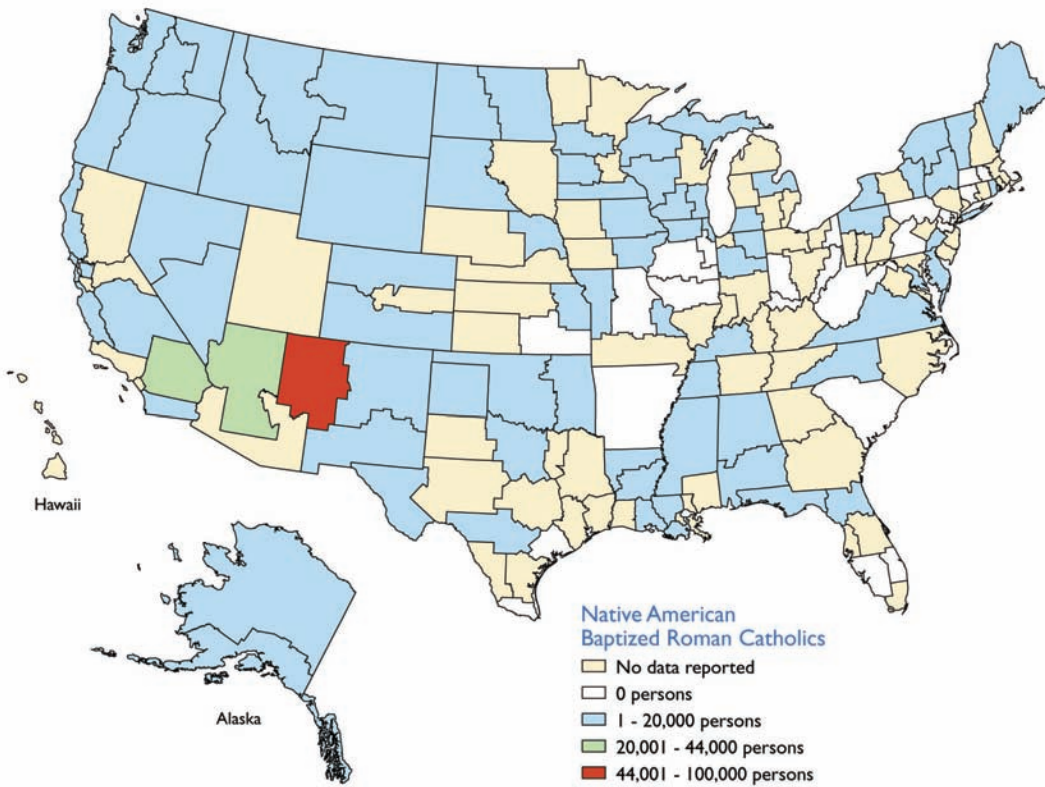 Hawaii
Alaska
Native American
Baptized Roman Catholics
No data reported
0 persons
1 - 20,000 persons
20,001 - 44,000 persons
44,001 - 100,000 persons